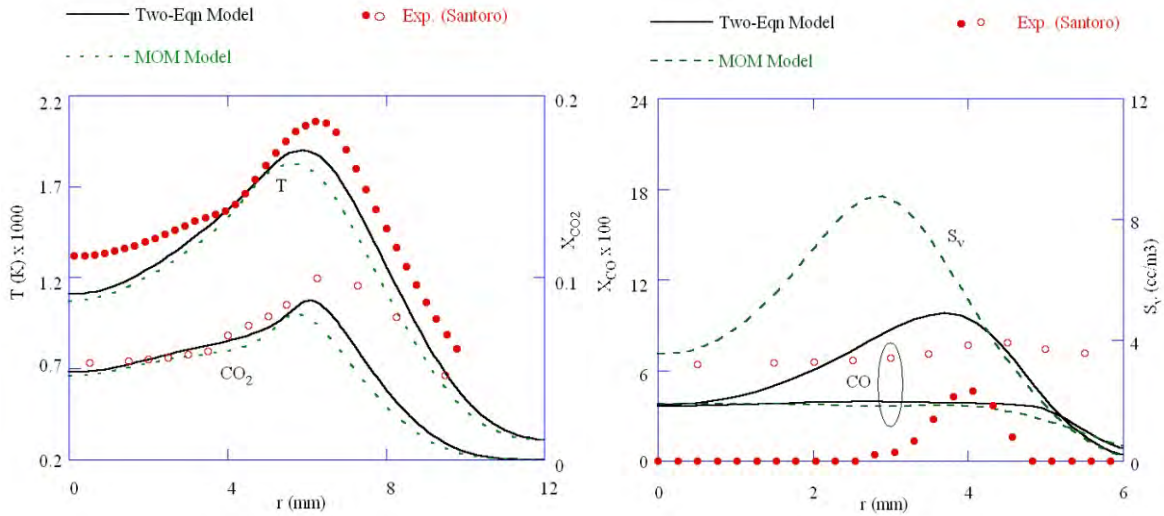 Two-Eqn Model
Exp. (Santoro)
MOM Model
2.2
1.7
1.2
0.7
0.2
T (K) x 1000
T
CO2
0.2
0.1
0
XCO2
0
4
8
12
r (mm)
Two-Eqn Model
Exp. (Santoro)
MOM Model
24
18
12
6
0
XCO x 100
Sv
CO
12
8
4
0
Sv (cc/m3)
0
2
4
6
r (mm)